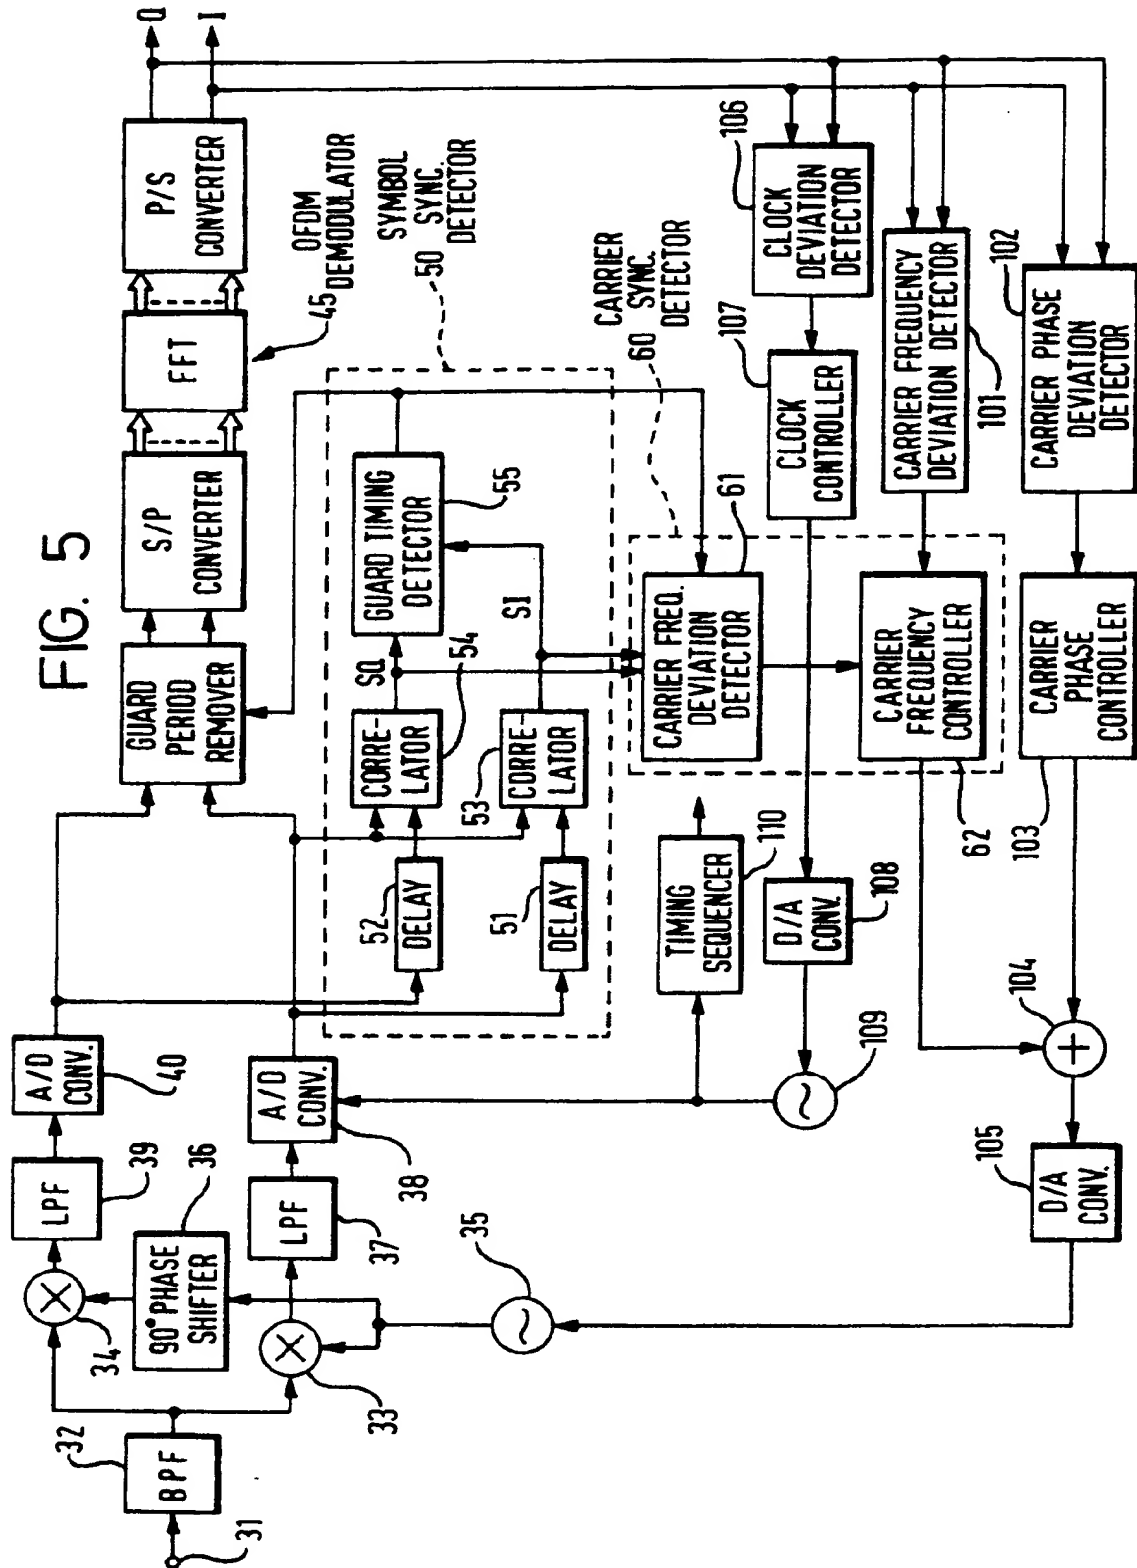 FIG. 5
31
32
BPF
34
33
90° PHASE
SHIFTER
36
LPF
39
LPF
37
A/D
CONV.
40
A/D
CONV.
38
35
GUARD
PERIOD
REMOVER
S/P
CONVERTER
FFT
P/S
CONVERTER
Q
I
45
OFDM
DEMODULATOR
SYMBOL
SYNC.
DETECTOR
50
52
DELAY
51
DELAY
CORRE-
LATOR
54
53
CORRE-
LATOR
SQ
SI
GUARD TIMING
DETECTOR
55
CARRIER
SYNC.
DETECTOR
60
CARRIER FREQ.
DEVIATION
DETECTOR
61
CARRIER
FREQUENCY
CONTROLLER
62
TIMING
SEQUENCER
110
D/A
CONV.
108
109
107
CLOCK
CONTROLLER
106
CLOCK
DEVIATION
DETECTOR
CARRIER FREQUENCY
DEVIATION DETECTOR
101
102
CARRIER PHASE
DEVIATION
DETECTOR
CARRIER
PHASE
CONTROLLER
103
104
+
105
D/A
CONV.